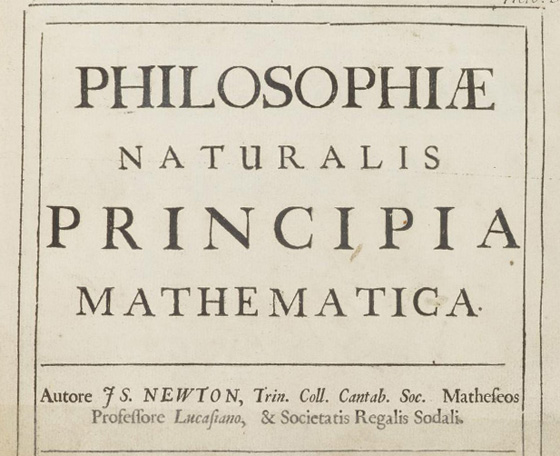 PHILOSOPHIÆ
NATURALIS
PRINCIPIA
MATHEMATICA.
Autore JS. NEWTON, Trin. Coll. Cantab. Soc. Matheſeos
Profeſſore Lucaſiano, & Societatis Regalis Sodali.